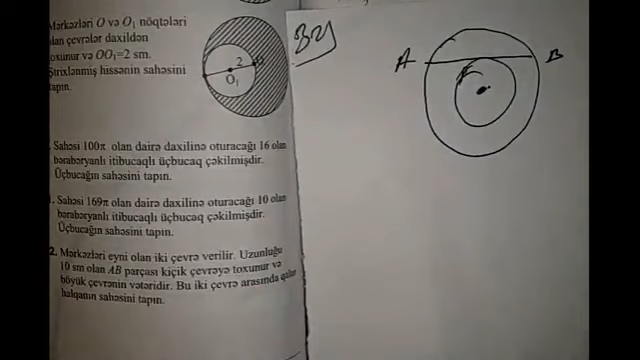 Mərkəzləri O və O₁ nöqtələri
olan çevrələr daxildən
toxunur və OO₁=2 sm.
Ştrixlənmiş hissənin sahəsini
tapın.
2
O₁
Sahəsi 100π olan dairə daxilinə oturacağı 16 olan
bərabəryanlı itibucaqlı üçbucaq çəkilmişdir.
Üçbucağın sahəsini tapın.
1. Sahəsi 169π olan dairə daxilinə oturacağı 10 olan
bərabəryanlı itibucaqlı üçbucaq çəkilmişdir.
Üçbucağın sahəsini tapın.
2. Mərkəzləri eyni olan iki çevrə verilir. Uzunluğu
10 sm olan AB parçası kiçik çevrəyə toxunur və
böyük çevrənin vətəridir. Bu iki çevrə arasında qalan
halqanın sahəsini tapın.
A B